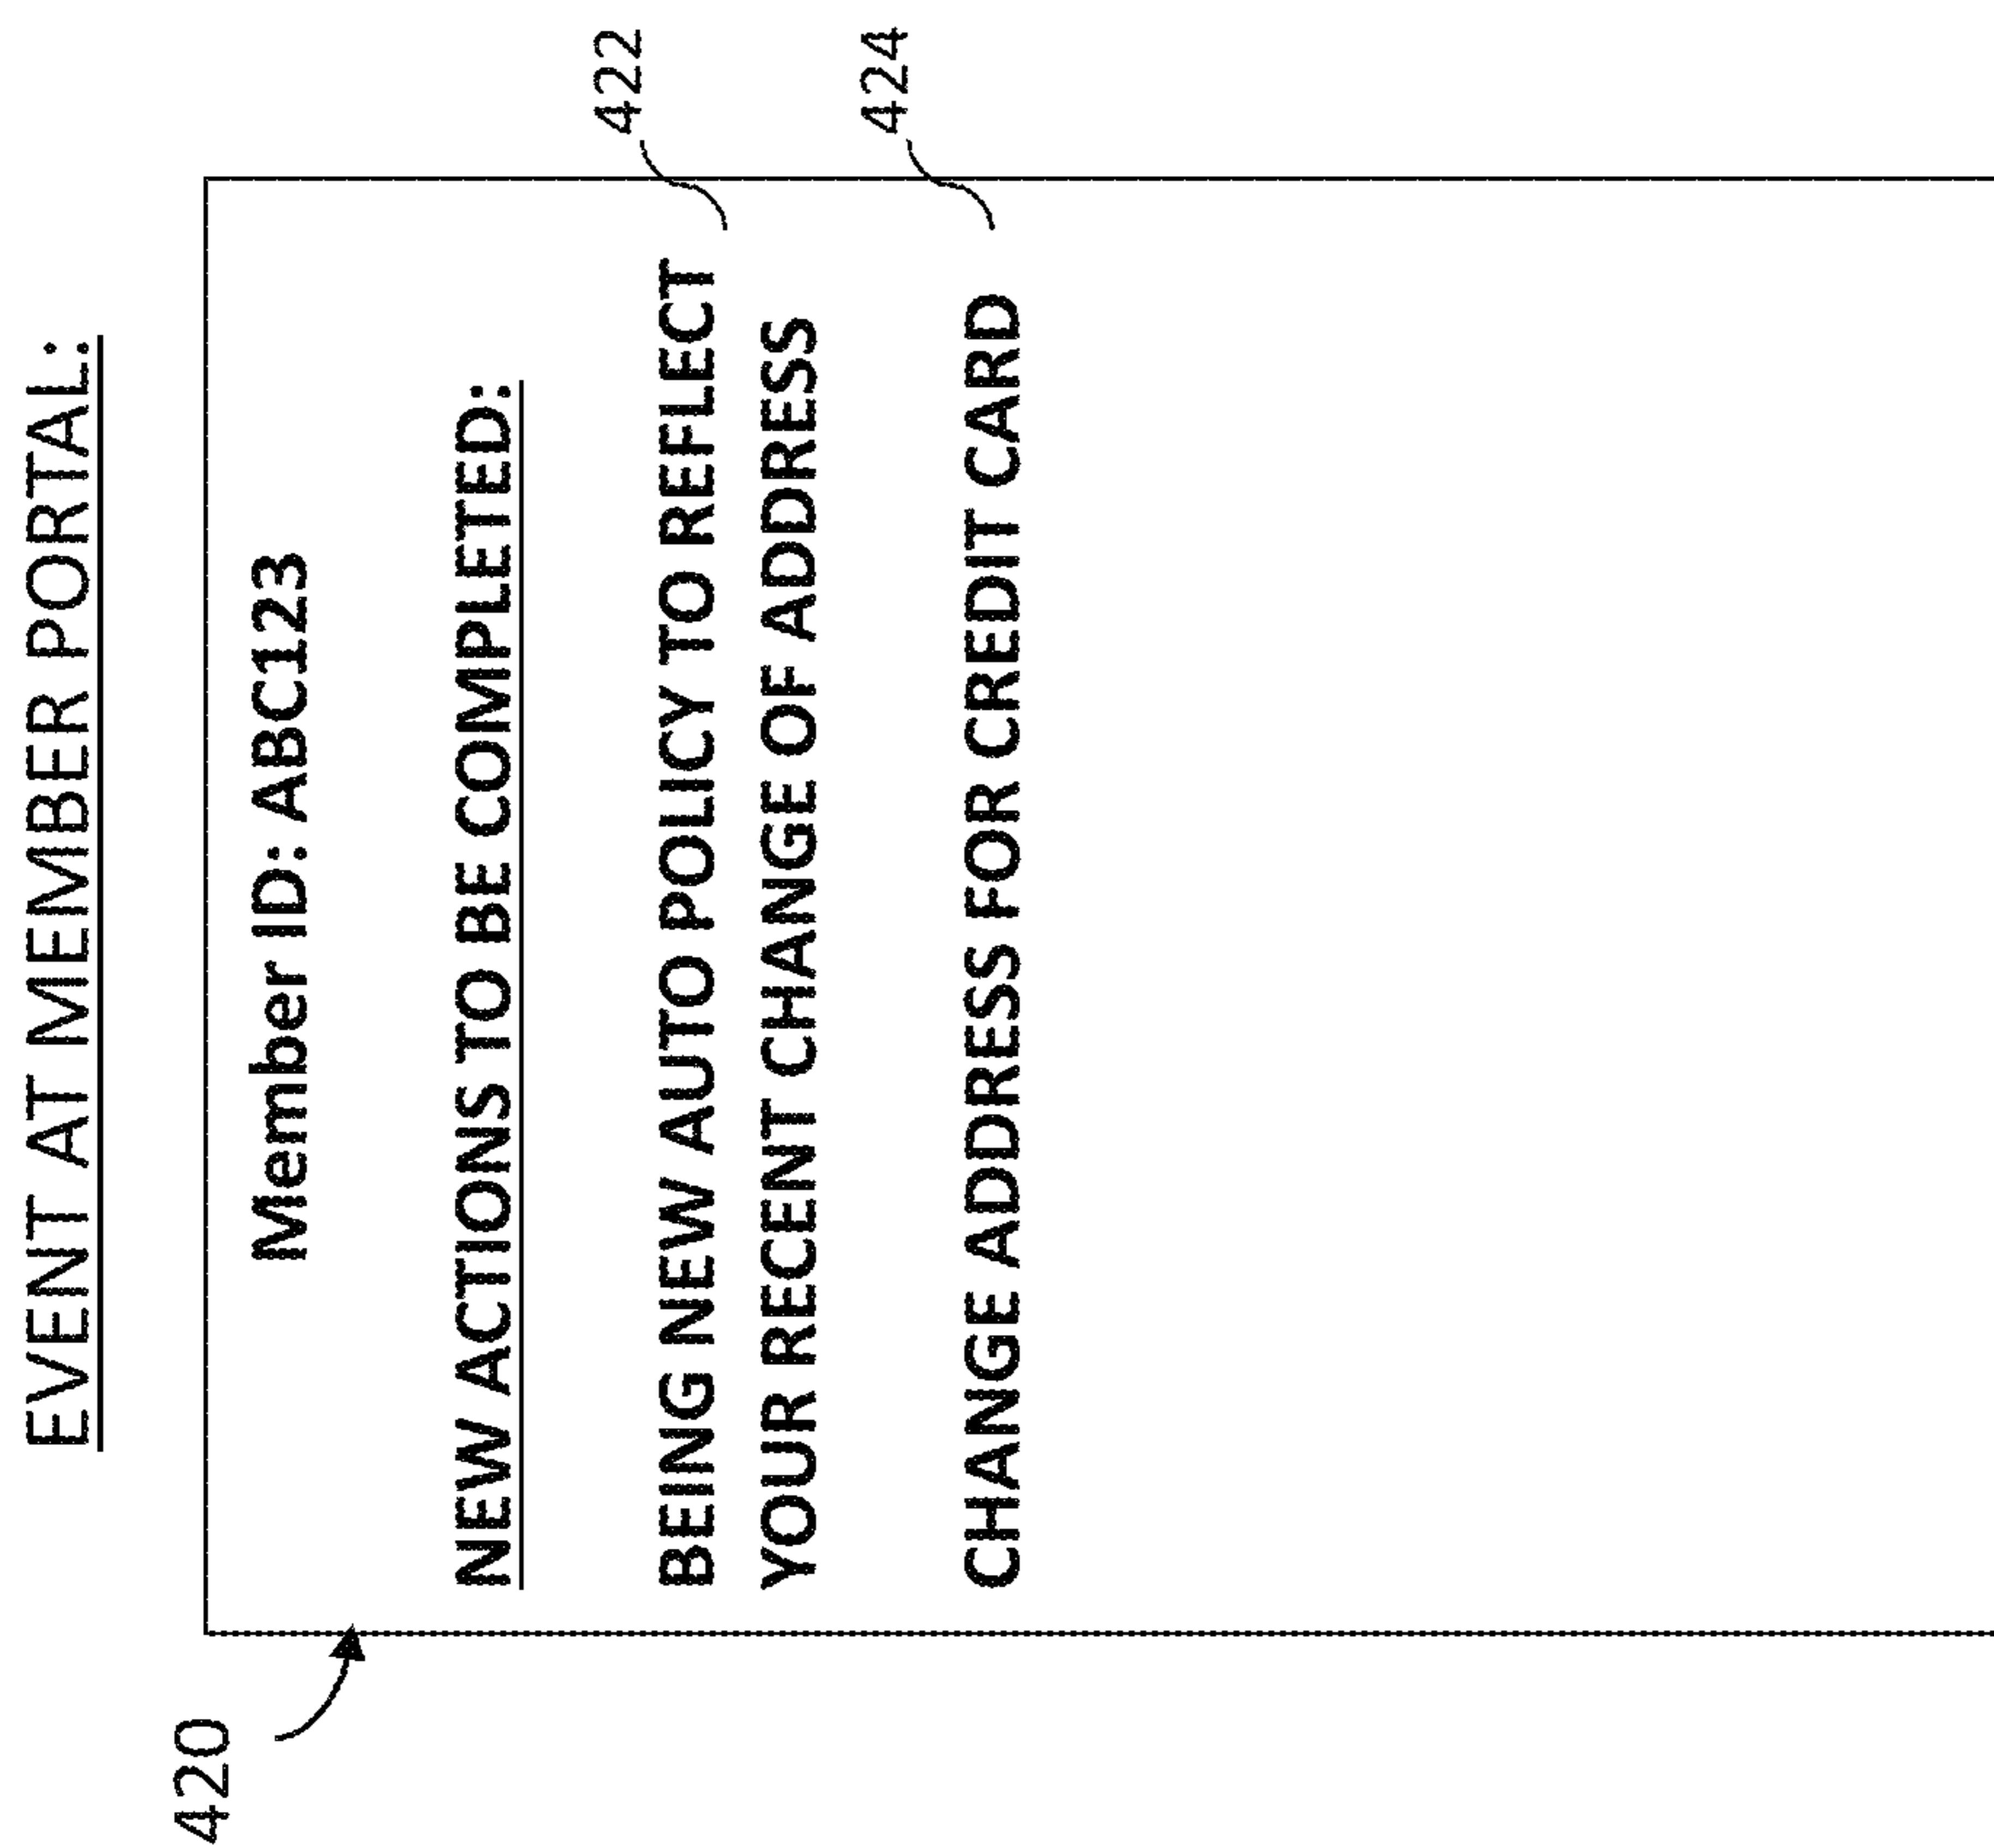 EVENT AT MEMBER PORTAL:
420
Member ID: ABC123
NEW ACTIONS TO BE COMPLETED:
BEING NEW AUTO POLICY TO REFLECT
422
YOUR RECENT CHANGE OF ADDRESS
CHANGE ADDRESS FOR CREDIT CARD
424